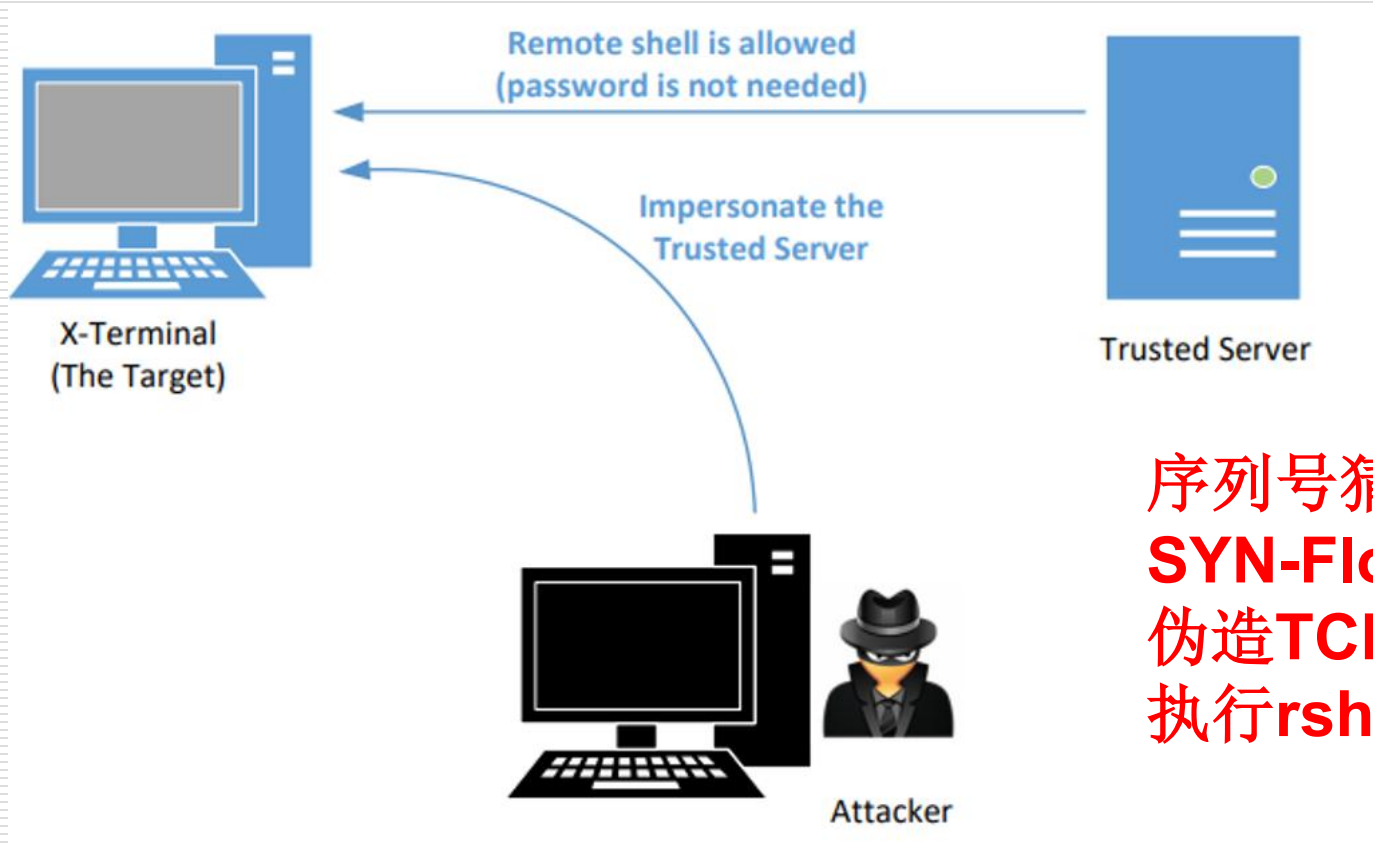 Remote shell is allowed
(password is not needed)
Impersonate the
Trusted Server
X-Terminal
(The Target)
Trusted Server
序列号
SYN-Flo
伪造TC
执行rsh
Attacker